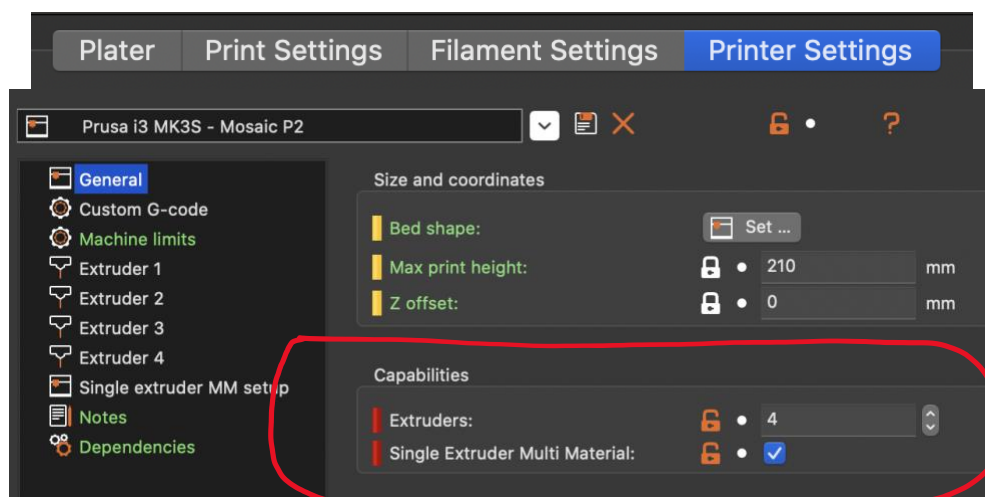 Plater Print Settings Filament Settings Printer Settings
Prusa i3 MK3S - Mosaic P2 ?
General
Custom G-code
Machine limits
Extruder 1
Extruder 2
Extruder 3
Extruder 4
Single extruder MM setup
Notes
Dependencies
Size and coordinates
Bed shape: Set ...
Max print height: 210 mm
Z offset: 0 mm
Capabilities
Extruders: 4
Single Extruder Multi Material: